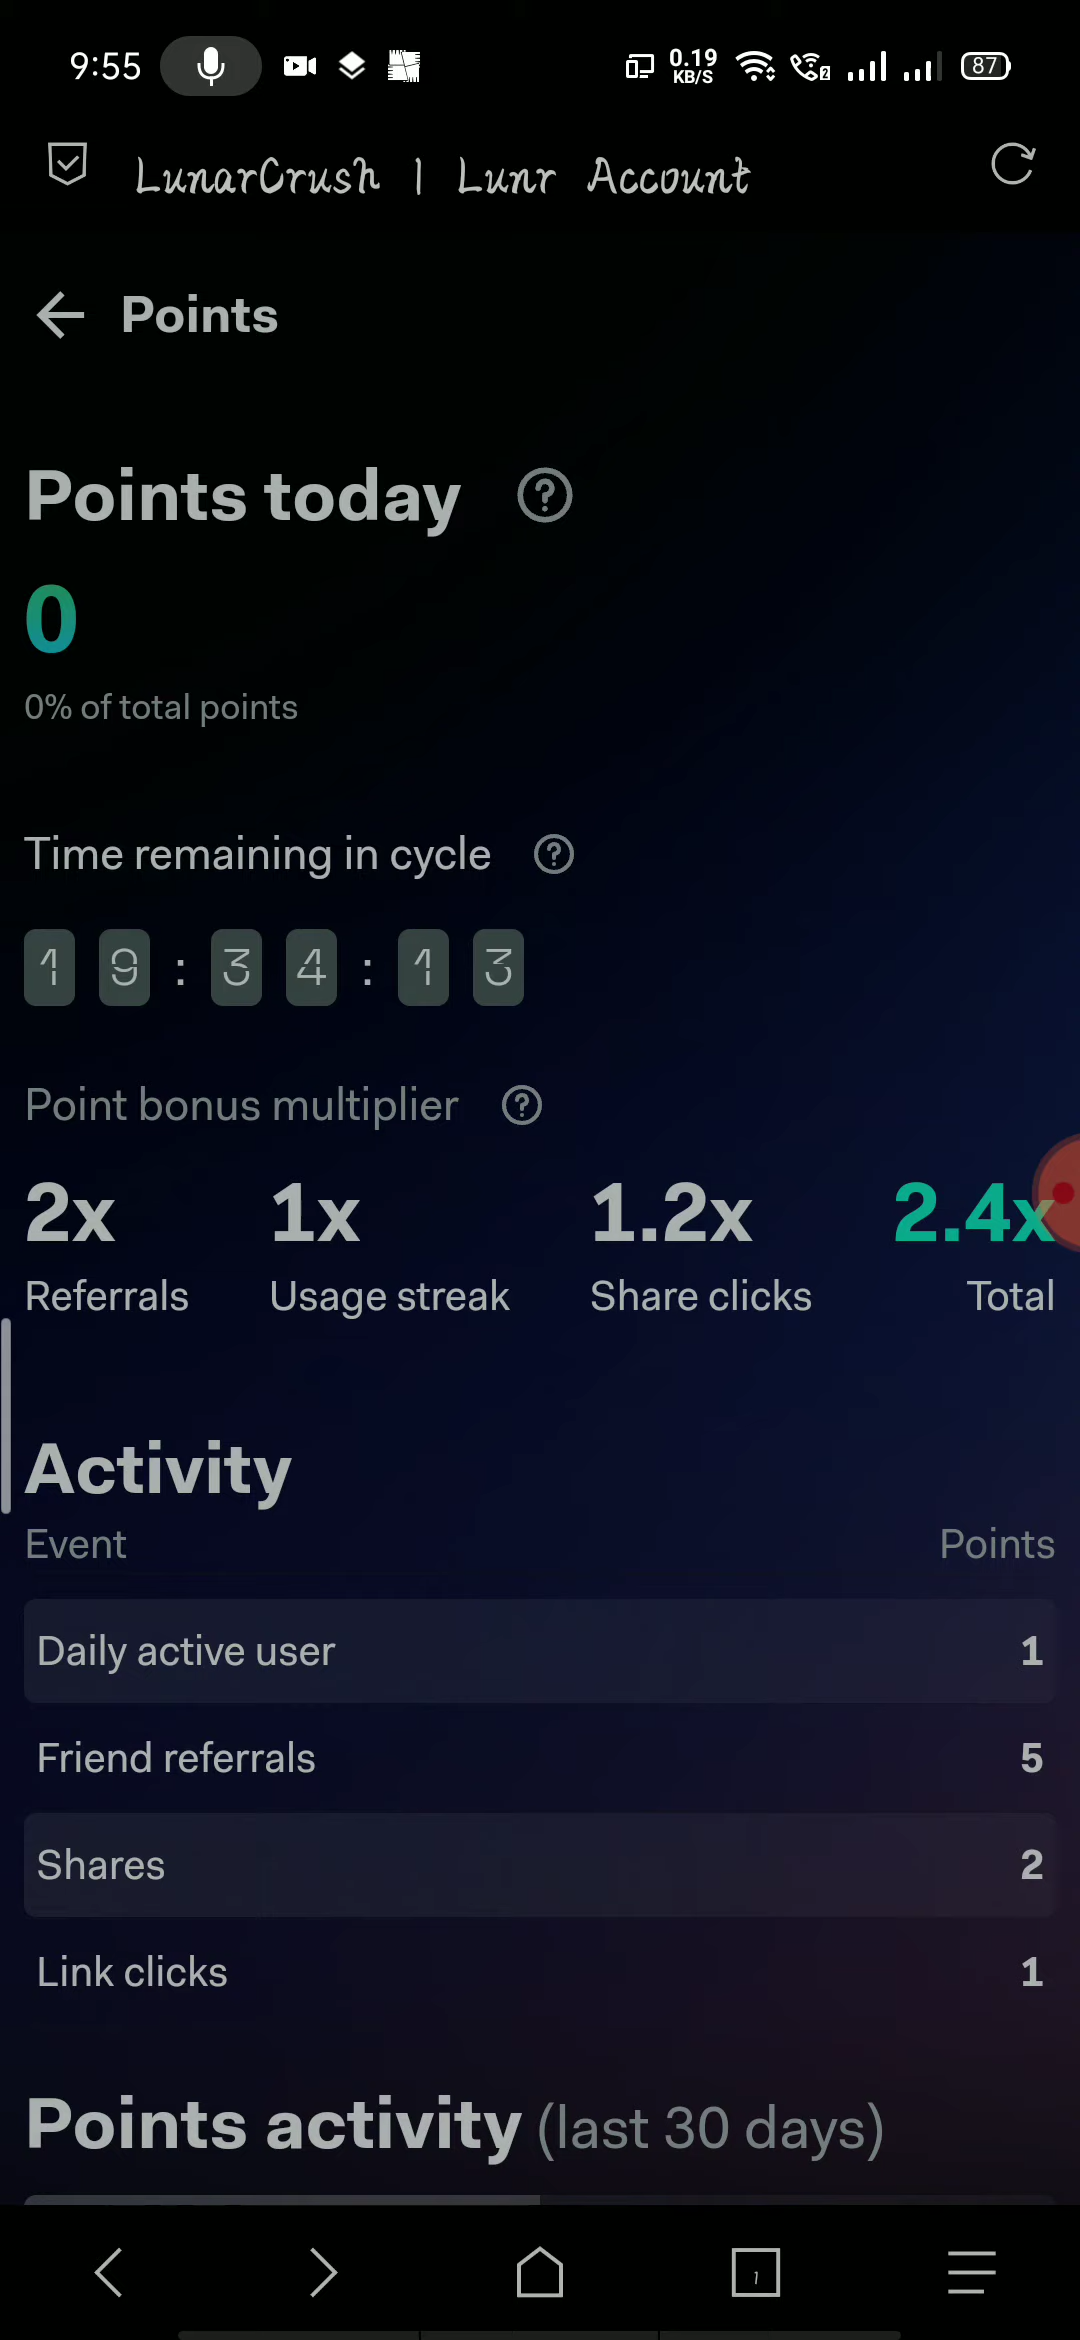 9:55 0.19 KB/S 2 87
LunarCrush | Lunr Account
Points
Points today ?
0
0% of total points
Time remaining in cycle ?
1 9 : 3 4 : 1 3
Point bonus multiplier ?
2x 1x 1.2x 2.4x
Referrals Usage streak Share clicks Total
Activity
Event Points
Daily active user 1
Friend referrals 5
Shares 2
Link clicks 1
Points activity (last 30 days)
1